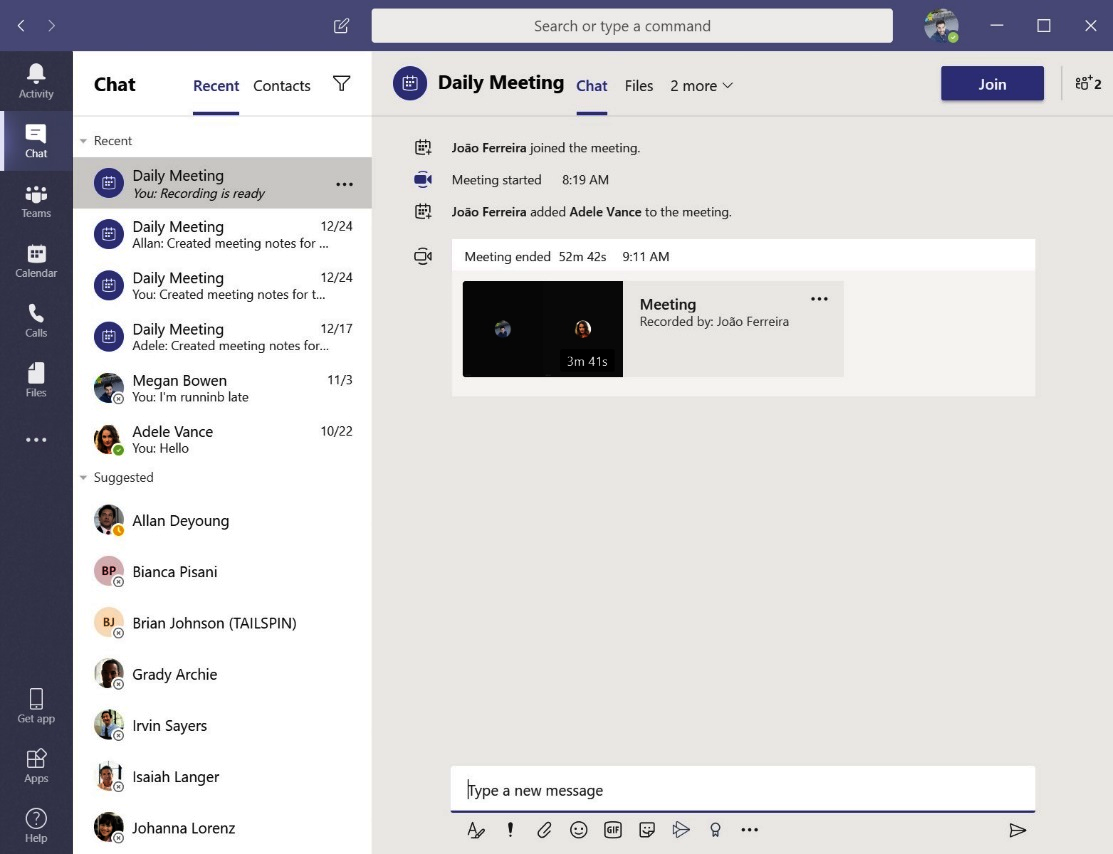 Search or type a command
Activity
Chat
Teams
Calendar
Calls
Files
Get app
Apps
Help
Chat
Recent
Contacts
Recent
Daily Meeting
You: Recording is ready
Daily Meeting 12/24
Allan: Created meeting notes for ...
Daily Meeting 12/24
You: Created meeting notes for t...
Daily Meeting 12/17
Adele: Created meeting notes for...
Megan Bowen 11/3
You: I'm runninb late
Adele Vance 10/22
You: Hello
Suggested
Allan Deyoung
BP Bianca Pisani
BJ Brian Johnson (TAILSPIN)
Grady Archie
Irvin Sayers
Isaiah Langer
Johanna Lorenz
Daily Meeting Chat Files 2 more Join 2
João Ferreira joined the meeting.
Meeting started 8:19 AM
João Ferreira added Adele Vance to the meeting.
Meeting ended 52m 42s 9:11 AM
Meeting
Recorded by: João Ferreira
3m 41s
Type a new message
GIF